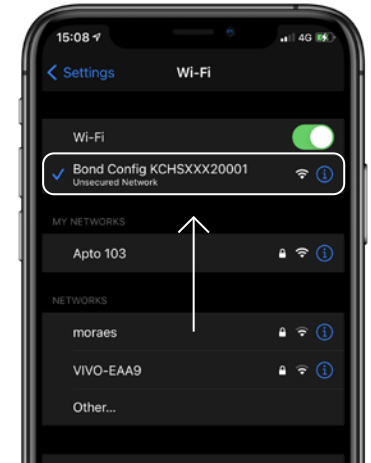 15:08
4G
Settings
Wi-Fi
Wi-Fi
Bond Config KCHSXXX20001
Unsecured Network
MY NETWORKS
Apto 103
NETWORKS
moraes
VIVO-EAA9
Other...